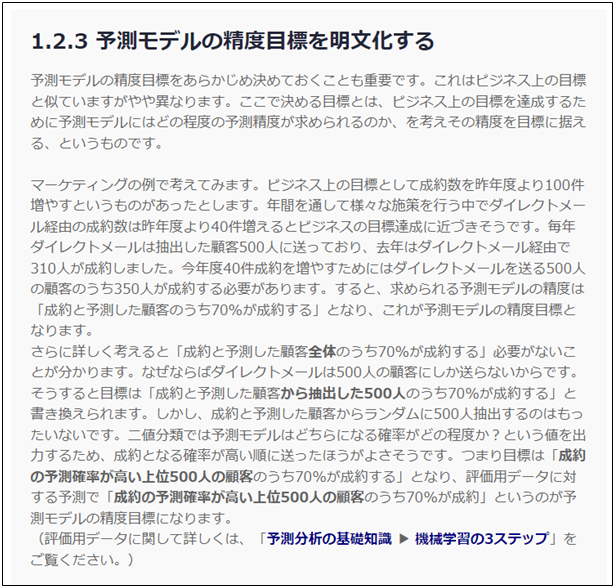 1.2.3 予測モデルの精度目標を明文化する
予測モデルの精度目標をあらかじめ決めておくことも重要です。これはビジネス上の目標
と似ていますがやや異なります。ここで決める目標とは、ビジネス上の目標を達成するた
めに予測モデルにはどの程度の予測精度が求められるのか、を考えその精度を目標に据え
る、というものです。
マーケティングの例で考えてみます。ビジネス上の目標として成約数を昨年度より100件
増やすというものがあったとします。年間を通して様々な施策を行う中でダイレクトメー
ル経由の成約数は昨年度より40件増えるとビジネスの目標達成に近づきそうです。毎年
ダイレクトメールは抽出した顧客500人に送っており、去年はダイレクトメール経由で
310人が成約しました。今年度40件成約を増やすためにはダイレクトメールを送る500人
の顧客のうち350人が成約する必要があります。すると、求められる予測モデルの精度は
「成約と予測した顧客のうち70%が成約する」となり、これが予測モデルの精度目標と
なります。
さらに詳しく考えると「成約と予測した顧客全体のうち70%が成約する」必要がないこ
とが分かります。なぜならばダイレクトメールは500人の顧客にしか送らないからです。
そうすると目標は「成約と予測した顧客から抽出した500人のうち70%が成約する」と
書き換えられます。しかし、成約と予測した顧客からランダムに500人抽出するのはもっ
たいないです。二値分類では予測モデルはどちらになる確率がどの程度か？という値を出
力するため、成約となる確率が高い順に送ったほうがよさそうです。つまり目標は「成約
の予測確率が高い上位500人の顧客のうち70%が成約する」となり、評価用データに対
する予測で「成約の予測確率が高い上位500人の顧客のうち70%が成約」というのが予
測モデルの精度目標になります。
（評価用データに関して詳しくは、「予測分析の基礎知識 ▶ 機械学習の3ステップ」を
ご覧ください。）